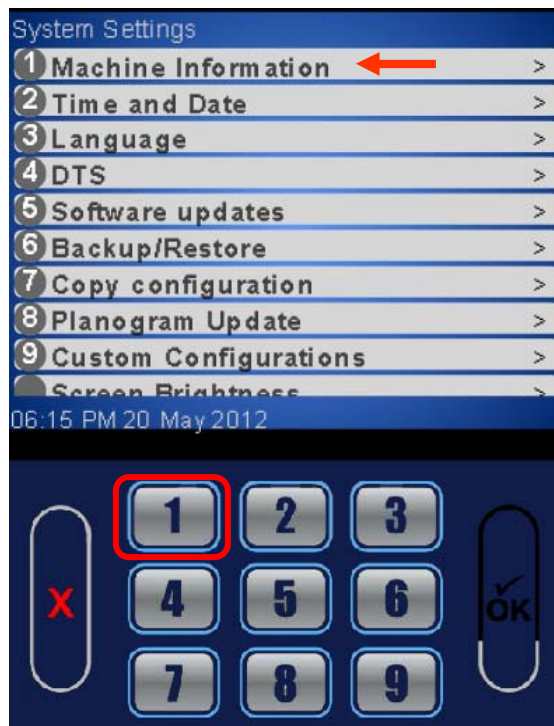 System Settings
1 Machine Information >
2 Time and Date >
3 Language >
4 DTS >
5 Software updates >
6 Backup/Restore >
7 Copy configuration >
8 Planogram Update >
9 Custom Configurations >
Screen Brightness >
06:15 PM 20 May 2012
1 2 3
X 4 5 6 OK
7 8 9